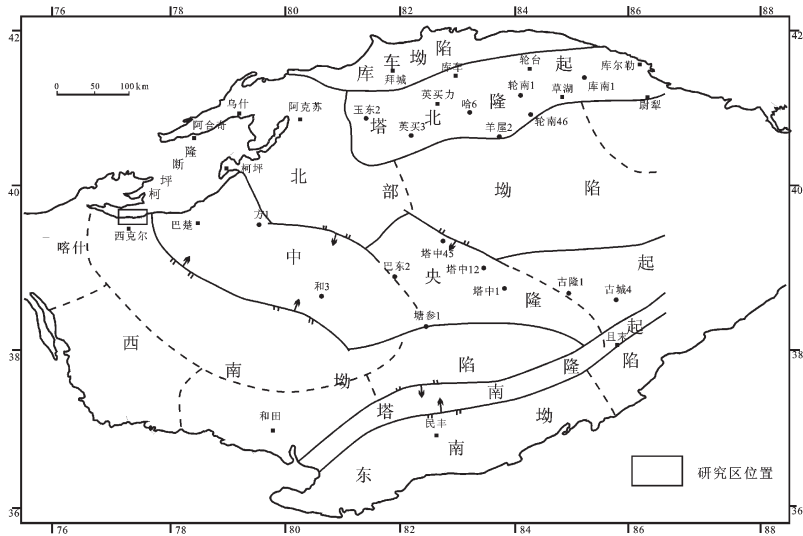 76 78 80 82 84 86 88
42
42
40
40
38
38
36
36
76 78 80 82 84 86 88
0 50 100 km
库车坳陷
塔北隆起
北部坳陷
柯坪断隆
中央隆起
西南坳陷
塔南隆起
东南坳陷
喀什
拜城
库车
轮台
库尔勒
英买力
轮南1
草湖
库南1
尉犁
玉东2
哈6
英买3
羊屋2
轮南46
乌什
阿合奇
阿克苏
柯坪
西克尔
巴楚
方1
和3
巴东2
塔中45
塔中12
塔中1
古隆1
古城4
塘参1
且末
和田
民丰
研究区位置